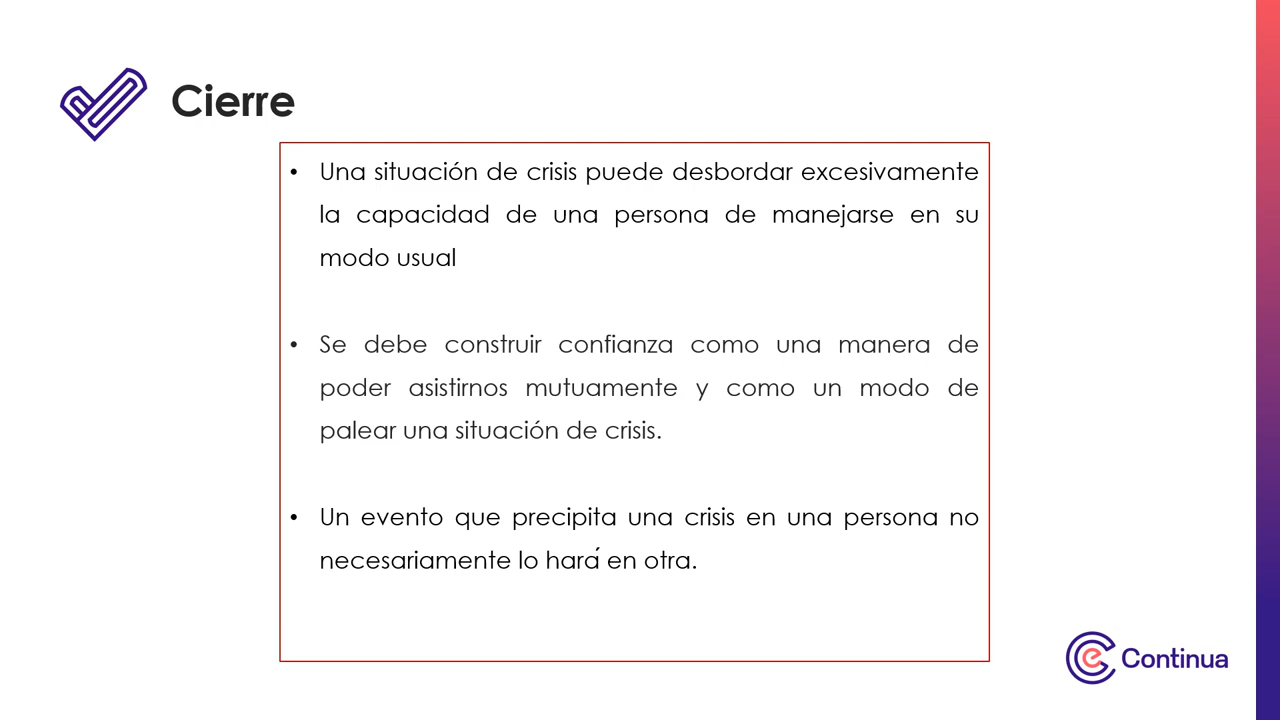 Cierre
• Una situación de crisis puede desbordar excesivamente
la capacidad de una persona de manejarse en su
modo usual
• Se debe construir confianza como una manera de
poder asistirnos mutuamente y como un modo de
palear una situación de crisis.
• Un evento que precipita una crisis en una persona no
necesariamente lo hará en otra.
e Continua